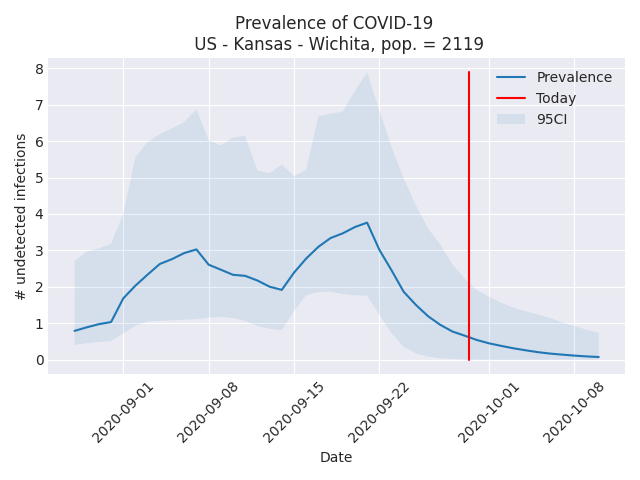 Prevalence of COVID-19
US - Kansas - Wichita, pop. = 2119
8
7
6
5
4
3
2
1
0
# undetected infections
Prevalence
Today
95CI
2020-09-01
2020-09-08
2020-09-15
2020-09-22
2020-10-01
2020-10-08
Date